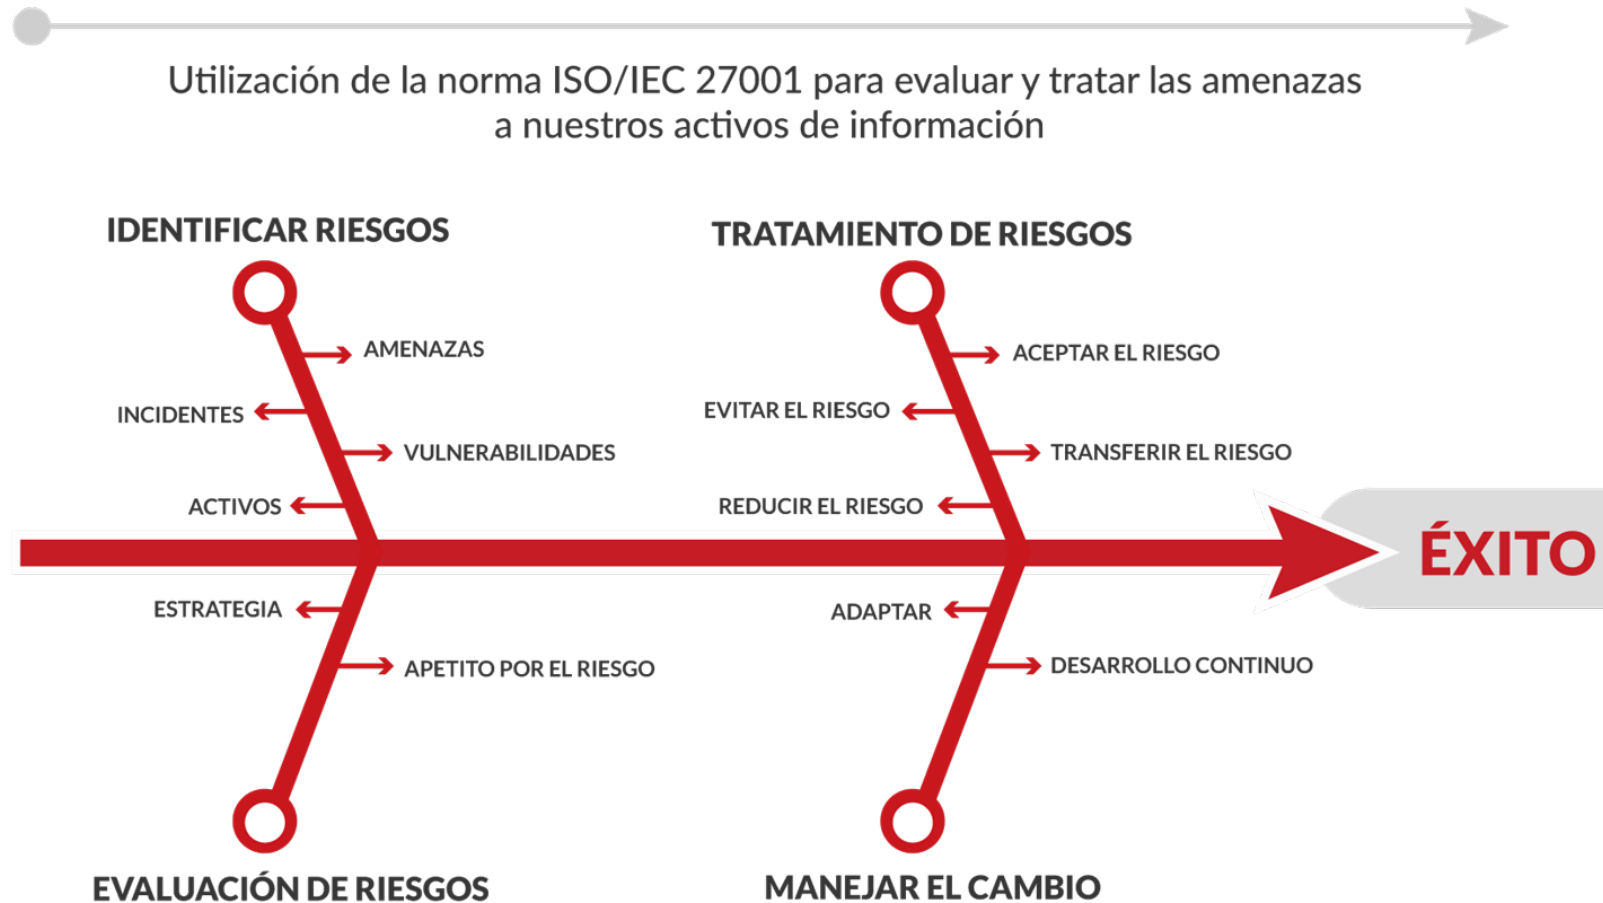 Utilización de la norma ISO/IEC 27001 para evaluar y tratar las amenazas
a nuestros activos de información
IDENTIFICAR RIESGOS
AMENAZAS
INCIDENTES
VULNERABILIDADES
ACTIVOS
TRATAMIENTO DE RIESGOS
ACEPTAR EL RIESGO
EVITAR EL RIESGO
TRANSFERIR EL RIESGO
REDUCIR EL RIESGO
ÉXITO
ESTRATEGIA
APETITO POR EL RIESGO
EVALUACIÓN DE RIESGOS
ADAPTAR
DESARROLLO CONTINUO
MANEJAR EL CAMBIO